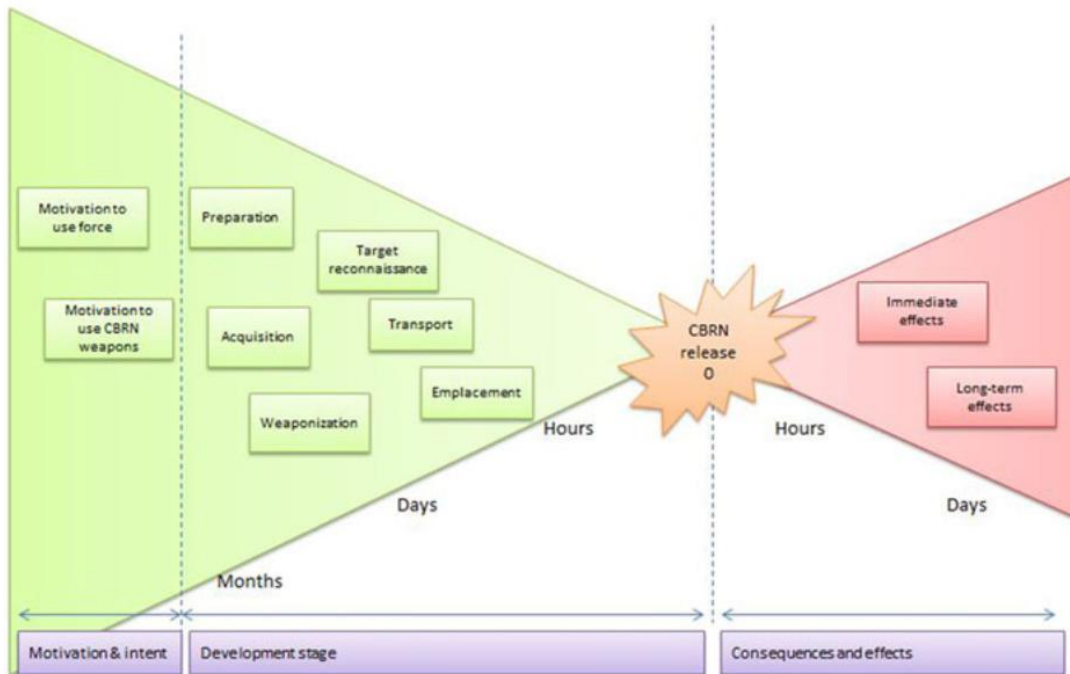 Motivation to
use force
Preparation
Target
reconnaissance
Motivation to
use CBRN
weapons
Acquisition
Transport
Weaponization
Emplacement
CBRN
release
0
Immediate
effects
Long-term
effects
Hours
Hours
Days
Days
Months
Motivation & intent
Development stage
Consequences and effects